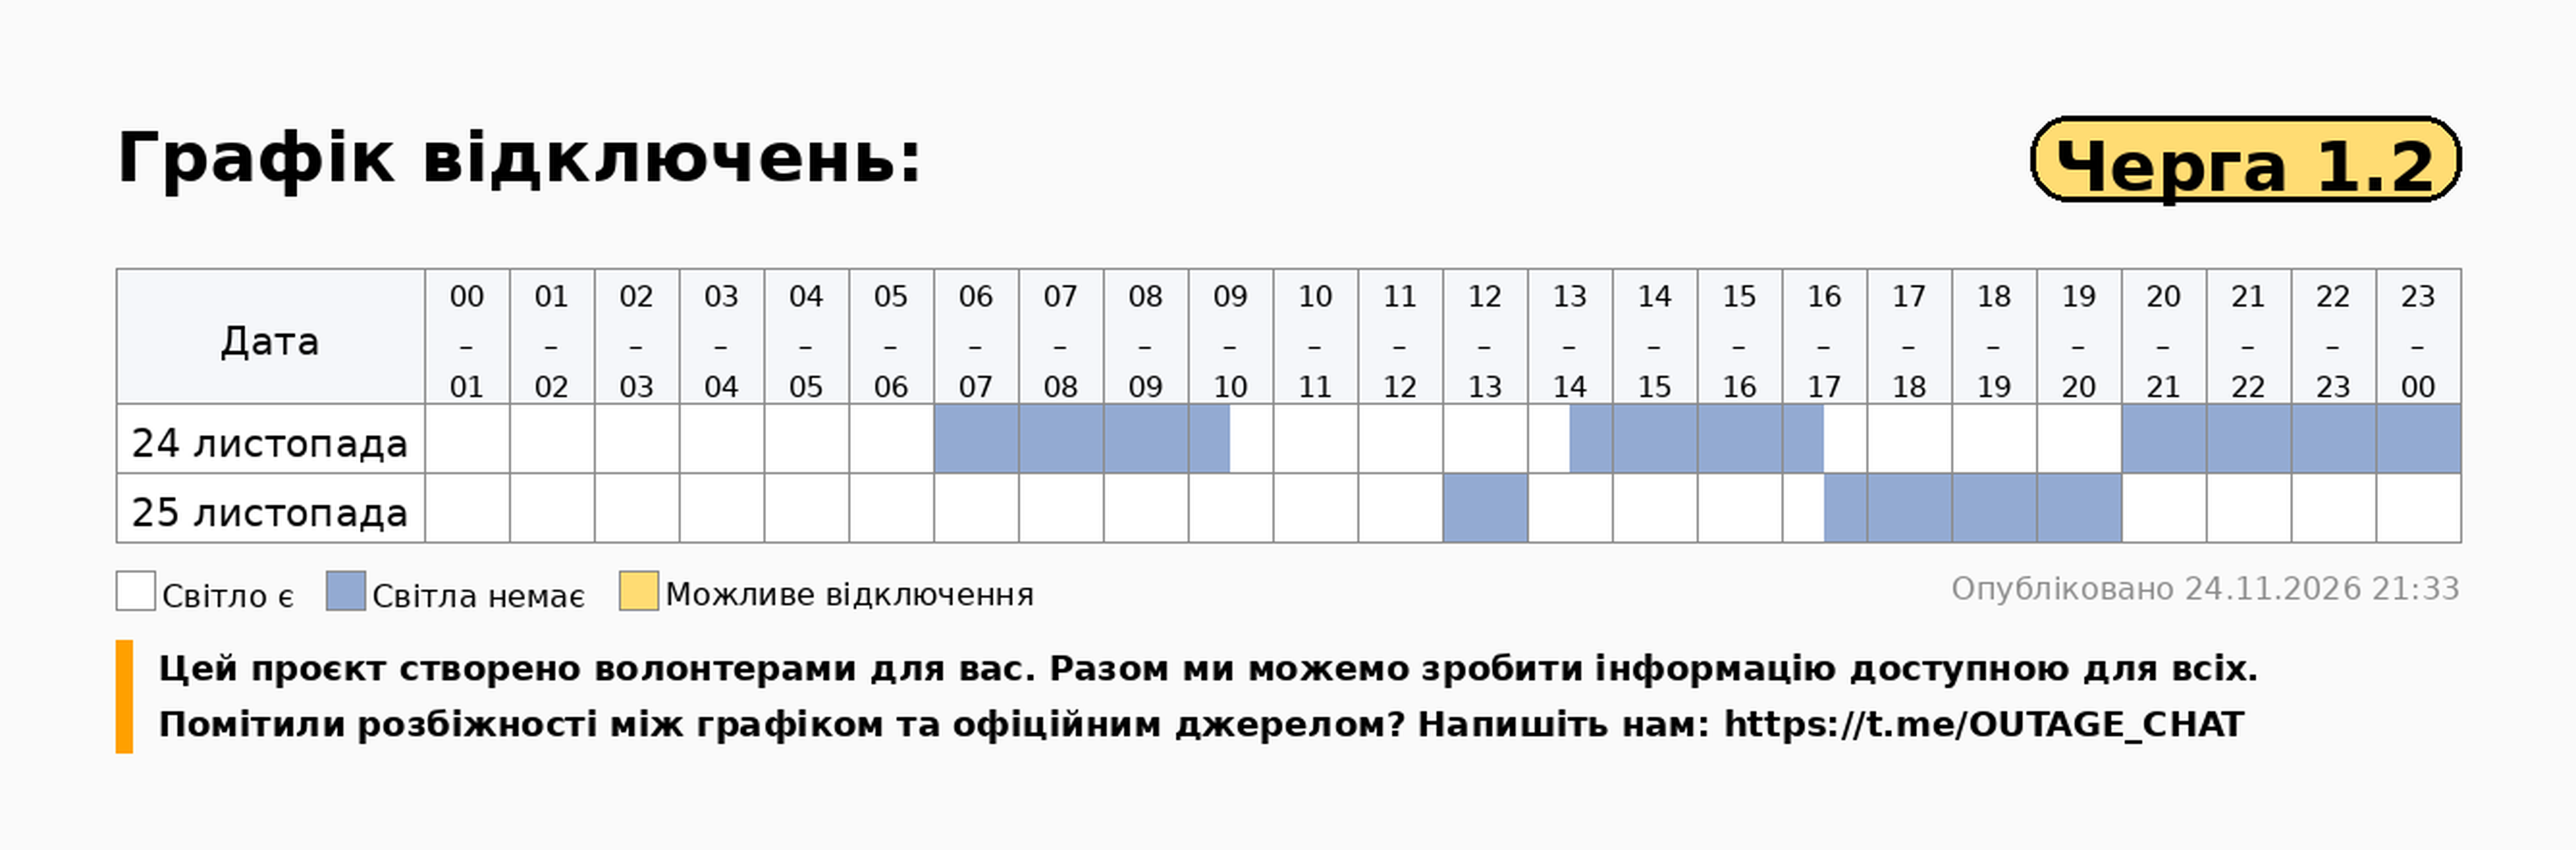 Графік відключень:
Черга 1.2
Дата
00 – 01
01 – 02
02 – 03
03 – 04
04 – 05
05 – 06
06 – 07
07 – 08
08 – 09
09 – 10
10 – 11
11 – 12
12 – 13
13 – 14
14 – 15
15 – 16
16 – 17
17 – 18
18 – 19
19 – 20
20 – 21
21 – 22
22 – 23
23 – 00
24 листопада
25 листопада
Світло є
Світла немає
Можливе відключення
Опубліковано 24.11.2026 21:33
Цей проєкт створено волонтерами для вас. Разом ми можемо зробити інформацію доступною для всіх.
Помітили розбіжності між графіком та офіційним джерелом? Напишіть нам: https://t.me/OUTAGE_CHAT